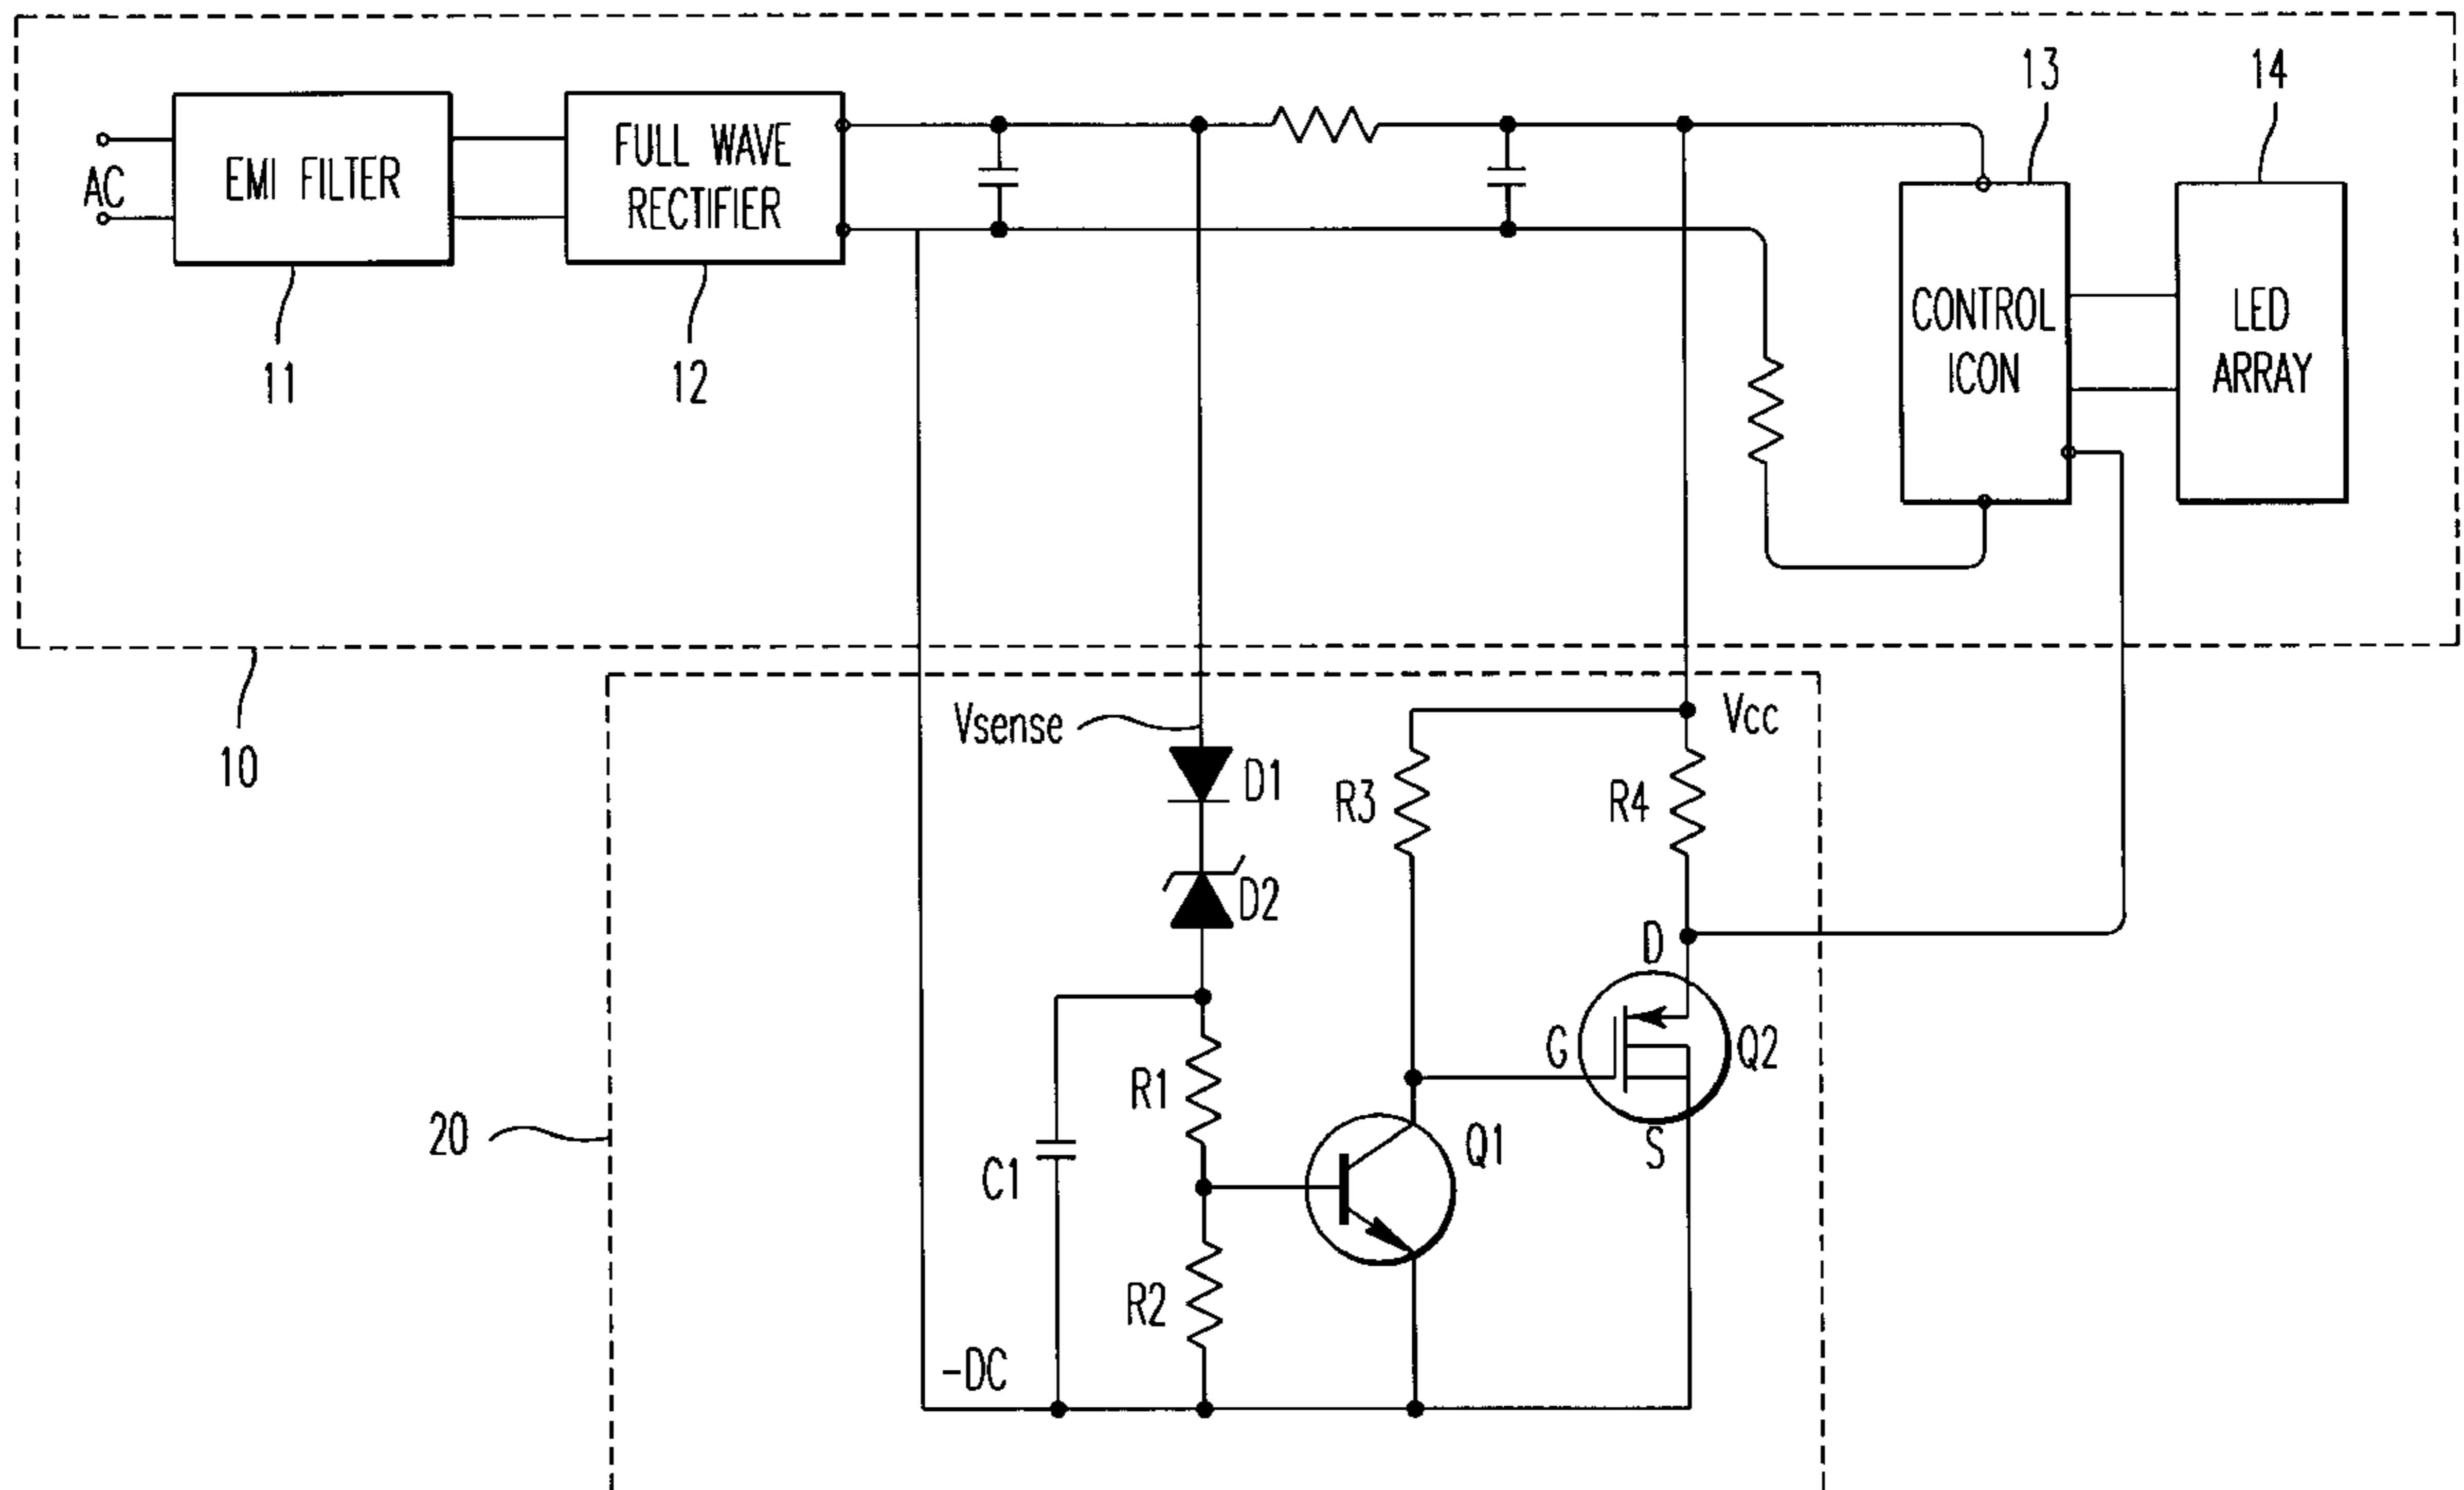 13
14
AC
EMI FILTER
FULL WAVE
RECTIFIER
CONTROL
ICON
LED
ARRAY
11
12
10
Vsense
Vcc
D1
R3
R4
D2
D
G
Q2
S
R1
Q1
20
C1
R2
-DC